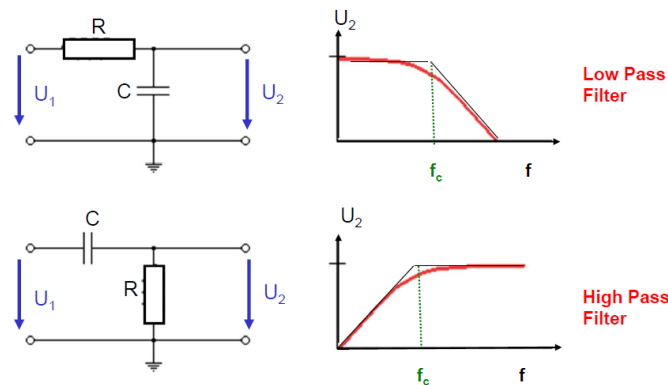 R
U1
C
U2
U2
fc
f
Low Pass
Filter
C
U1
R
U2
U2
fc
f
High Pass
Filter